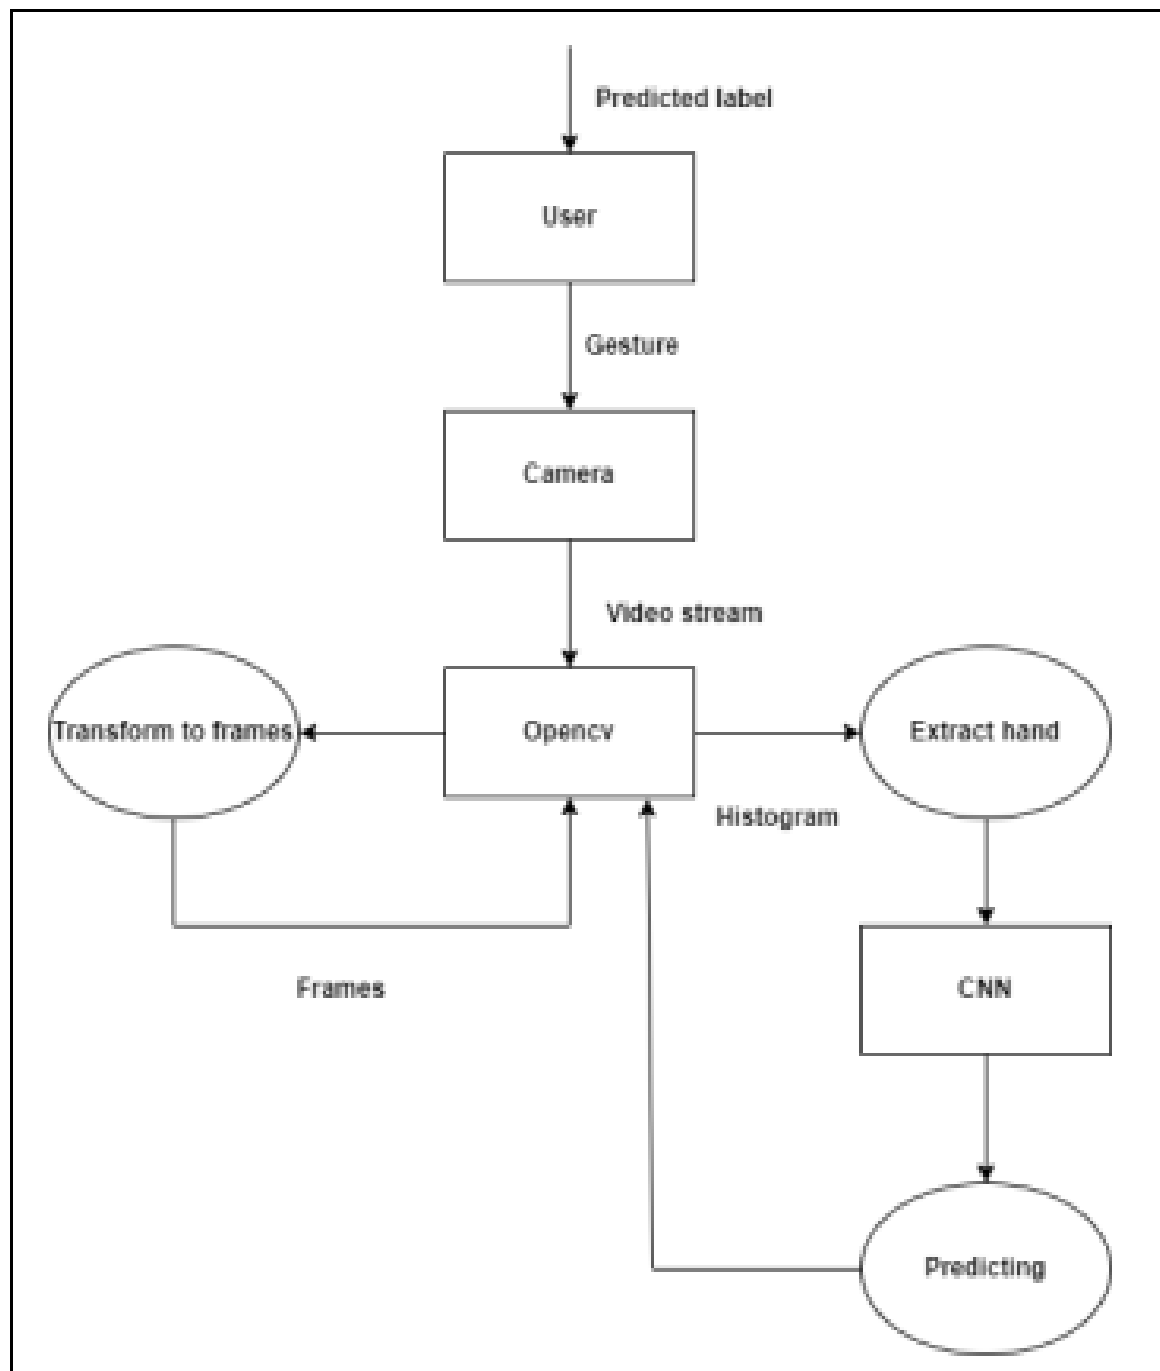 Predicted label
User
Gesture
Camera
Video stream
Transform to frames
Opencv
Extract hand
Histogram
Frames
CNN
Predicting